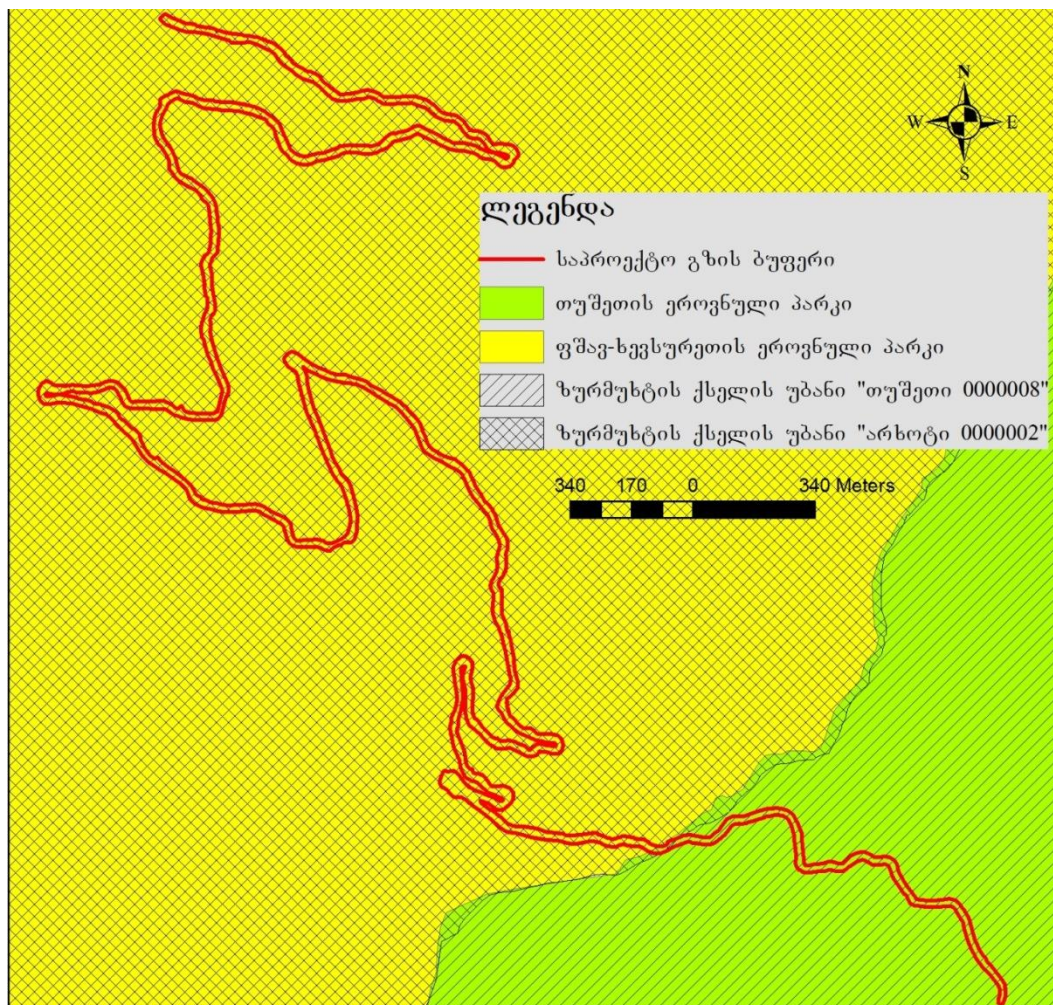 N
W E
S
ლეგენდა
საპროექტო გზის ბუფერი
თუშეთის ეროვნული პარკი
ფშავ-ხევსურეთის ეროვნული პარკი
ზურმუხტის ქსელის უბანი "თუშეთი 0000008"
ზურმუხტის ქსელის უბანი "არხოტი 0000002"
340 170 0 340 Meters